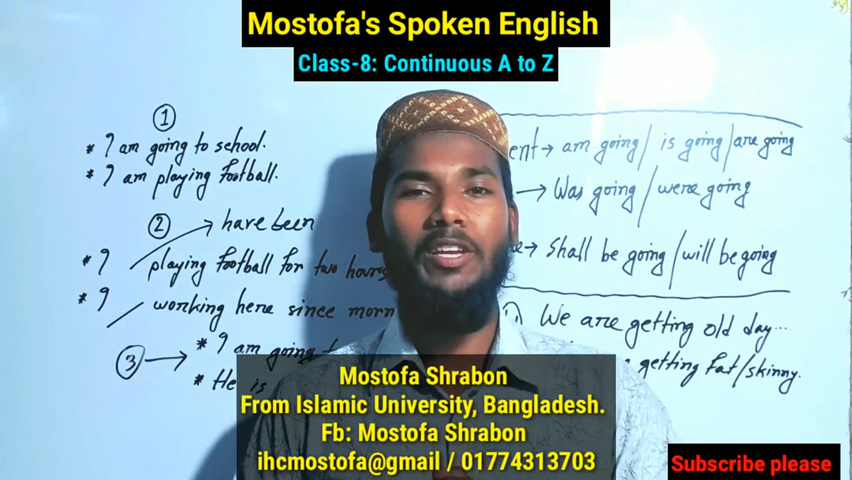 Mostofa's Spoken English
Class-8: Continuous A to Z
①
* I am going to school.
* I am playing football.
② → have been
* I playing football for two hours
* I working here since morn
③ → * I am going t
* He is
ent → am going / is going / are going
→ Was going / were going
→ shall be going / will be going
We are getting old day...
getting fat/skinny.
Mostofa Shrabon
From Islamic University, Bangladesh.
Fb: Mostofa Shrabon
ihcmostofa@gmail / 01774313703
Subscribe please